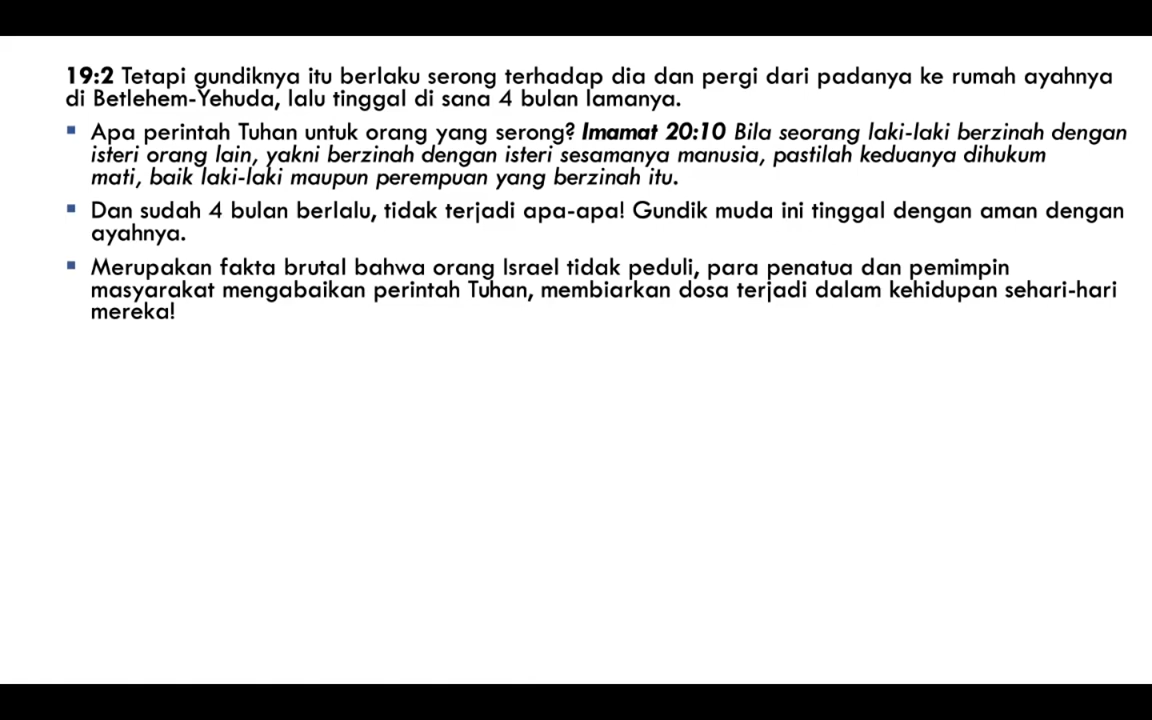 19:2 Tetapi gundiknya itu berlaku serong terhadap dia dan pergi dari padanya ke rumah ayahnya
di Betlehem-Yehuda, lalu tinggal di sana 4 bulan lamanya.
▪ Apa perintah Tuhan untuk orang yang serong? Imamat 20:10 Bila seorang laki-laki berzinah dengan
isteri orang lain, yakni berzinah dengan isteri sesamanya manusia, pastilah keduanya dihukum
mati, baik laki-laki maupun perempuan yang berzinah itu.
▪ Dan sudah 4 bulan berlalu, tidak terjadi apa-apa! Gundik muda ini tinggal dengan aman dengan
ayahnya.
▪ Merupakan fakta brutal bahwa orang Israel tidak peduli, para penatua dan pemimpin
masyarakat mengabaikan perintah Tuhan, membiarkan dosa terjadi dalam kehidupan sehari-hari
mereka!